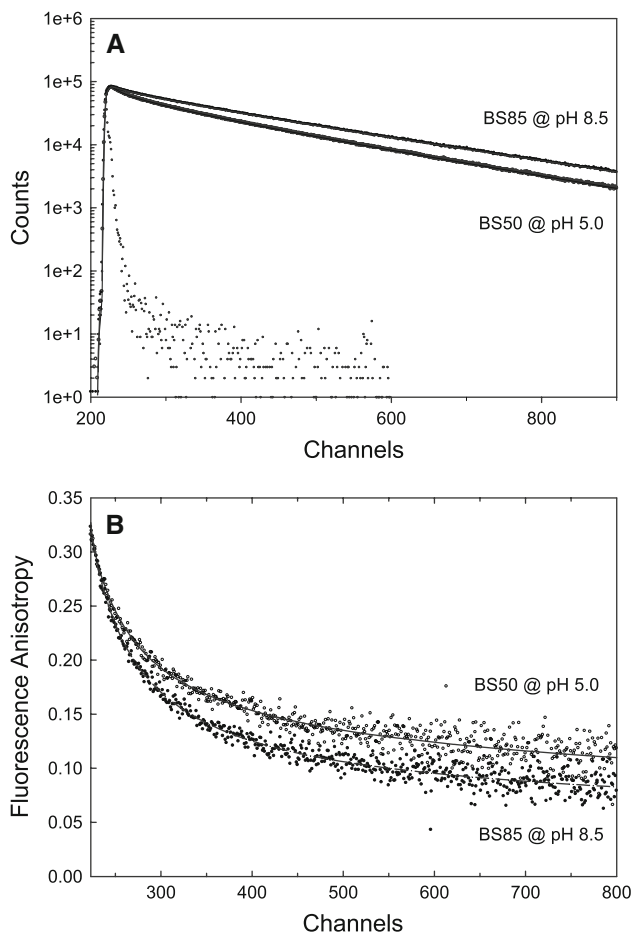 A
1e+6
1e+5
1e+4
1e+3
1e+2
1e+1
1e+0
Counts
BS85 @ pH 8.5
BS50 @ pH 5.0
200 400 600 800
Channels
B
0.35
0.30
0.25
0.20
0.15
0.10
0.05
0.00
Fluorescence Anisotropy
BS50 @ pH 5.0
BS85 @ pH 8.5
300 400 500 600 700 800
Channels